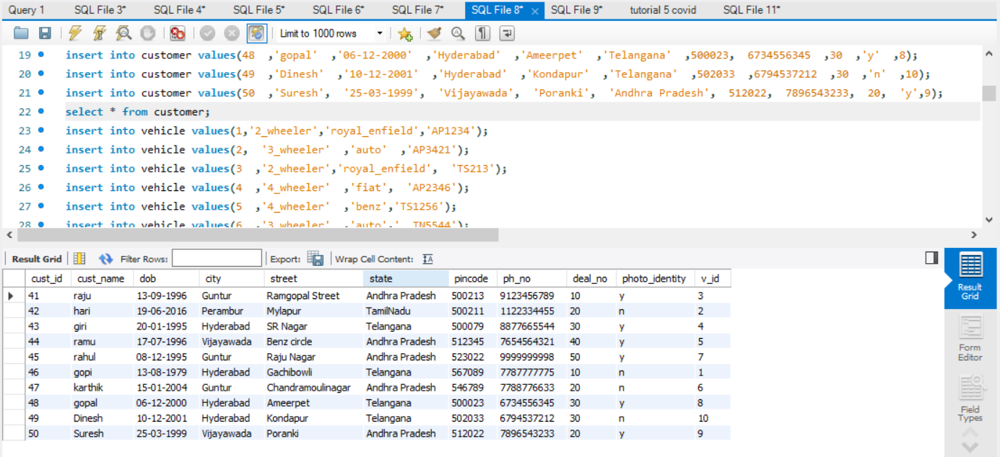 Query 1 SQL File 3* SQL File 4* SQL File 5* SQL File 6* SQL File 7* SQL File 8* SQL File 9* tutorial 5 covid SQL File 11*
Limit to 1000 rows
19 insert into customer values(48 ,'gopal' ,'06-12-2000' ,'Hyderabad' ,'Ameerpet' ,'Telangana' ,500023, 6734556345 ,30 ,'y' ,8);
20 insert into customer values(49 ,'Dinesh' ,'10-12-2001' ,'Hyderabad' ,'Kondapur' ,'Telangana' ,502033 ,6794537212 ,30 ,'n' ,10);
21 insert into customer values(50 ,'Suresh', '25-03-1999', 'Vijayawada', 'Poranki', 'Andhra Pradesh', 512022, 7896543233, 20, 'y',9);
22 select * from customer;
23 insert into vehicle values(1,'2_wheeler','royal_enfield','AP1234');
24 insert into vehicle values(2, '3_wheeler' ,'auto' ,'AP3421');
25 insert into vehicle values(3 ,'2_wheeler','royal_enfield', 'TS213');
26 insert into vehicle values(4 ,'4_wheeler' ,'fiat', 'AP2346');
27 insert into vehicle values(5 ,'4_wheeler' ,'benz','TS1256');
28 insert into vehicle values(6 ,'3_wheeler' ,'auto',' TN5544');
Result Grid Filter Rows: Export: Wrap Cell Content:
cust_id cust_name dob city street state pincode ph_no deal_no photo_identity v_id
41 raju 13-09-1996 Guntur Ramgopal Street Andhra Pradesh 500213 9123456789 10 y 3
42 hari 19-06-2016 Perambur Mylapur TamilNadu 500211 1122334455 20 n 2
43 giri 20-01-1995 Hyderabad SR Nagar Telangana 500079 8877665544 30 y 4
44 ramu 17-07-1996 Vijayawada Benz circle Andhra Pradesh 512345 7654564321 40 y 5
45 rahul 08-12-1995 Guntur Raju Nagar Andhra Pradesh 523022 9999999998 50 y 7
46 gopi 13-08-1979 Hyderabad Gachibowli Telangana 567089 7787777775 10 n 1
47 karthik 15-01-2004 Guntur Chandramoulinagar Andhra Pradesh 546789 7788776633 20 n 6
48 gopal 06-12-2000 Hyderabad Ameerpet Telangana 500023 6734556345 30 y 8
49 Dinesh 10-12-2001 Hyderabad Kondapur Telangana 502033 6794537212 30 n 10
50 Suresh 25-03-1999 Vijayawada Poranki Andhra Pradesh 512022 7896543233 20 y 9
Result
Grid
Form
Editor
Field
Types